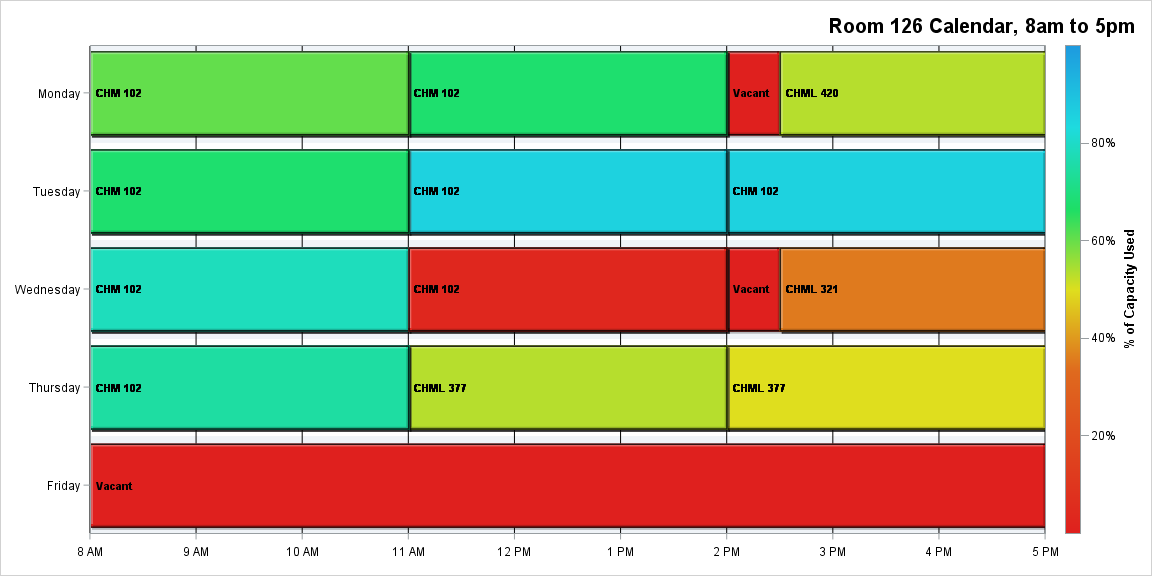 Room 126 Calendar, 8am to 5pm
Monday
CHM 102
CHM 102
Vacant
CHML 420
Tuesday
CHM 102
CHM 102
CHM 102
Wednesday
CHM 102
CHM 102
Vacant
CHML 321
Thursday
CHM 102
CHML 377
CHML 377
Friday
Vacant
8 AM 9 AM 10 AM 11 AM 12 PM 1 PM 2 PM 3 PM 4 PM 5 PM
80%
60%
40%
20%
% of Capacity Used